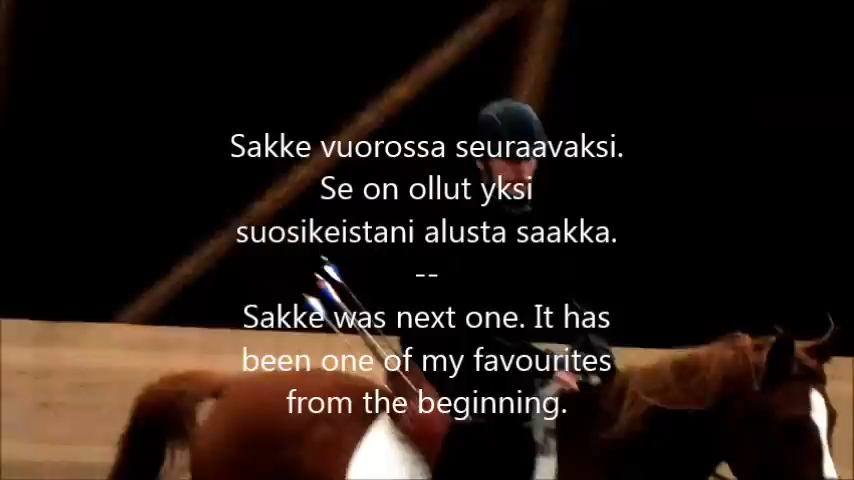 Sakke vuorossa seuraavaksi.
Se on ollut yksi
suosikeistani alusta saakka.
--
Sakke was next one. It has
been one of my favourites
from the beginning.